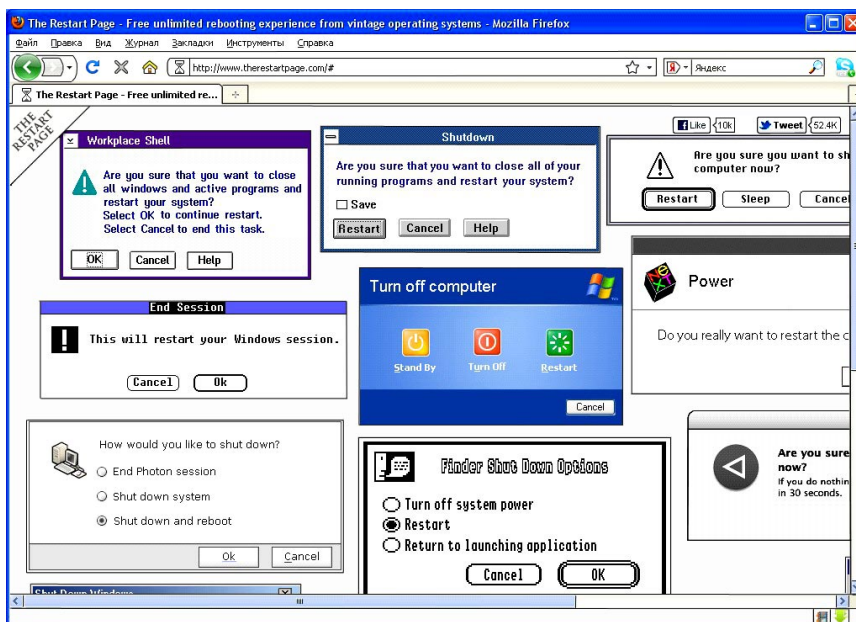 The Restart Page - Free unlimited rebooting experience from vintage operating systems - Mozilla Firefox
Файл Правка Вид Журнал Закладки Инструменты Справка
http://www.therestartpage.com/#
Яндекс
The Restart Page - Free unlimited re...
THE RESTART PAGE
Like 10k Tweet 52.4K
Workplace Shell
Are you sure that you want to close
all windows and active programs and
restart your system?
Select OK to continue restart.
Select Cancel to end this task.
OK Cancel Help
Shutdown
Are you sure that you want to close all of your
running programs and restart your system?
Save
Restart Cancel Help
Are you sure you want to sh
computer now?
Restart Sleep Cance
End Session
This will restart your Windows session.
Cancel Ok
Turn off computer
Stand By Turn Off Restart
Cancel
NeXT
Power
Do you really want to restart the c
How would you like to shut down?
End Photon session
Shut down system
Shut down and reboot
Ok Cancel
Finder Shut Down Options
Turn off system power
Restart
Return to launching application
Cancel OK
Are you sure
now?
If you do nothin
in 30 seconds.
Shut Down Windows